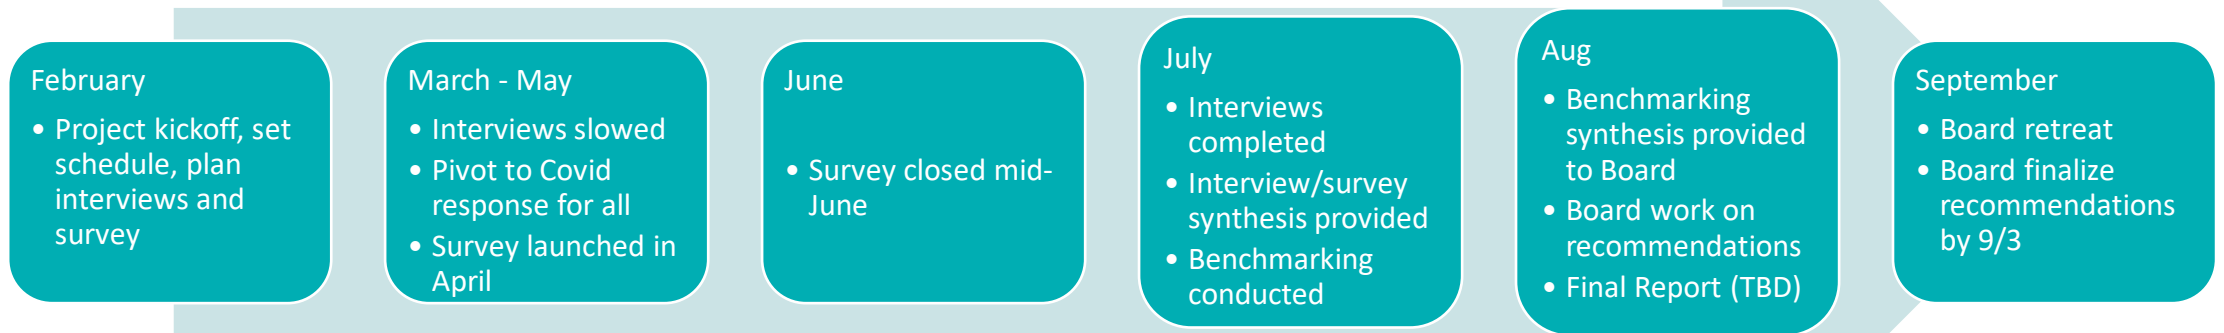 February
• Project kickoff, set
schedule, plan
interviews and
survey
March - May
• Interviews slowed
• Pivot to Covid
response for all
• Survey launched in
April
June
• Survey closed mid-
June
July
• Interviews
completed
• Interview/survey
synthesis provided
• Benchmarking
conducted
Aug
• Benchmarking
synthesis provided
to Board
• Board work on
recommendations
• Final Report (TBD)
September
• Board retreat
• Board finalize
recommendations
by 9/3